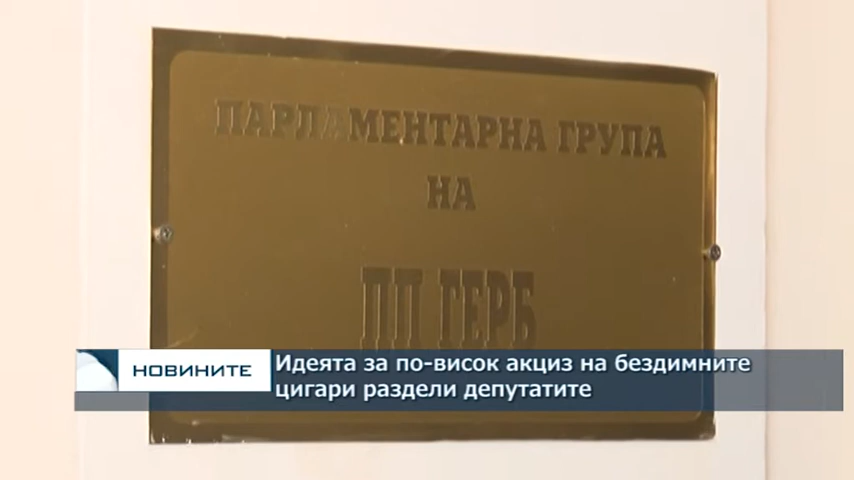 ПАРЛАМЕНТАРНА ГРУПА
НА
ПП ГЕРБ
НОВИНИТЕ
Идеята за по-висок акциз на бездимните
цигари раздели депутатите